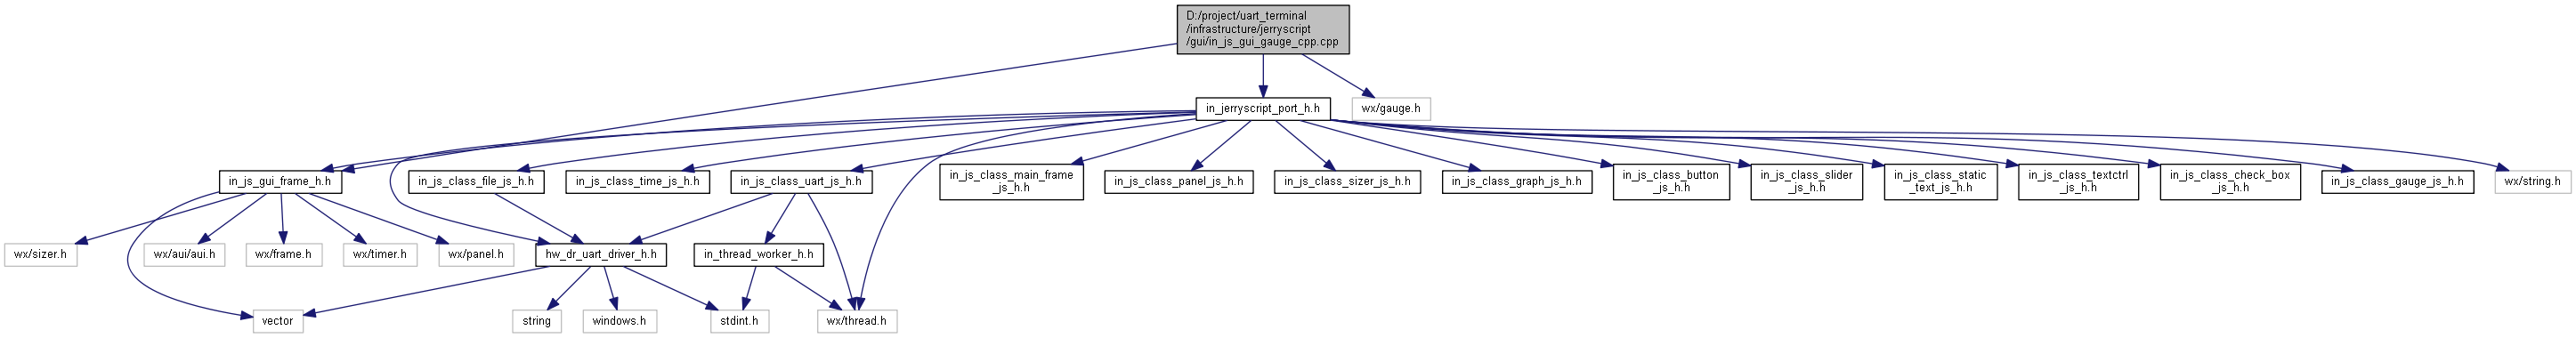 D:/project/uart_terminal
/infrastructure/jerryscript
/gui/in_js_gui_gauge_cpp.cpp
in_jerryscript_port_h.h
wx/gauge.h
in_js_gui_frame_h.h
in_js_class_file_js_h.h
in_js_class_time_js_h.h
in_js_class_uart_js_h.h
in_js_class_main_frame
_js_h.h
in_js_class_panel_js_h.h
in_js_class_sizer_js_h.h
in_js_class_graph_js_h.h
in_js_class_button
_js_h.h
in_js_class_slider
_js_h.h
in_js_class_static
_text_js_h.h
in_js_class_textctrl
_js_h.h
in_js_class_check_box
_js_h.h
in_js_class_gauge_js_h.h
wx/string.h
wx/sizer.h
wx/aui/aui.h
wx/frame.h
wx/timer.h
wx/panel.h
hw_dr_uart_driver_h.h
in_thread_worker_h.h
vector
string
windows.h
stdint.h
wx/thread.h